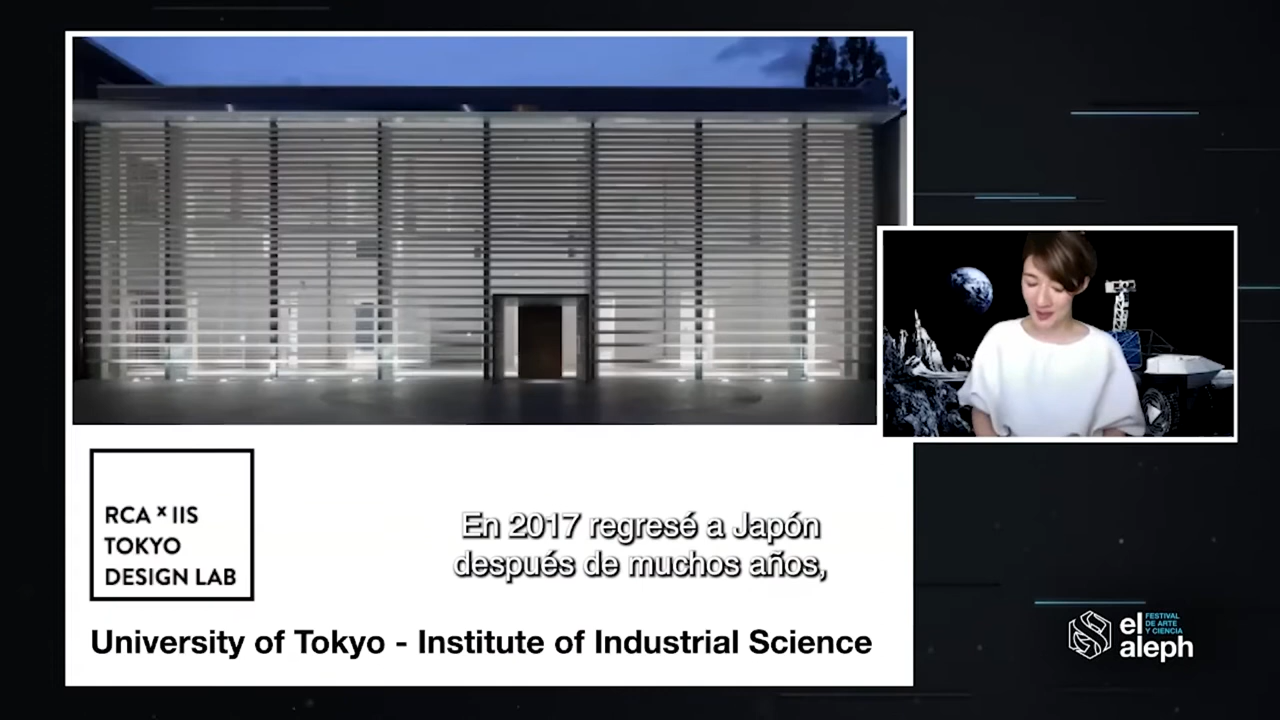 RCA x IIS
TOKYO
DESIGN LAB
En 2017 regresé a Japón
después de muchos años,
University of Tokyo - Institute of Industrial Science
el aleph
FESTIVAL
DE ARTE
Y CIENCIA